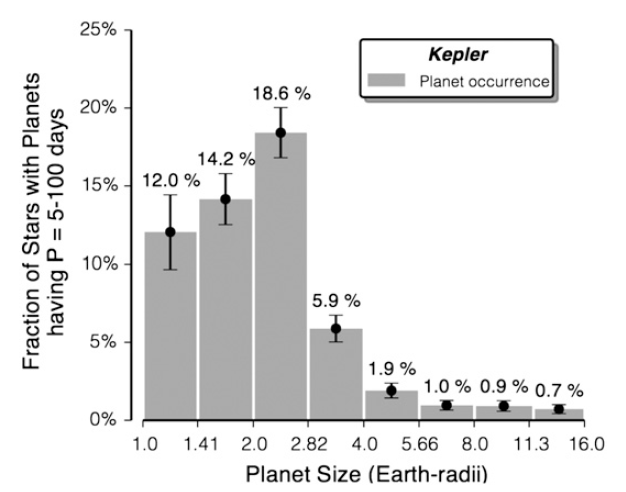 25%
20%
15%
10%
5%
0%
Fraction of Stars with Planets
having P = 5-100 days
Kepler
Planet occurrence
12.0 %
14.2 %
18.6 %
5.9 %
1.9 %
1.0 %
0.9 %
0.7 %
1.0 1.41 2.0 2.82 4.0 5.66 8.0 11.3 16.0
Planet Size (Earth-radii)